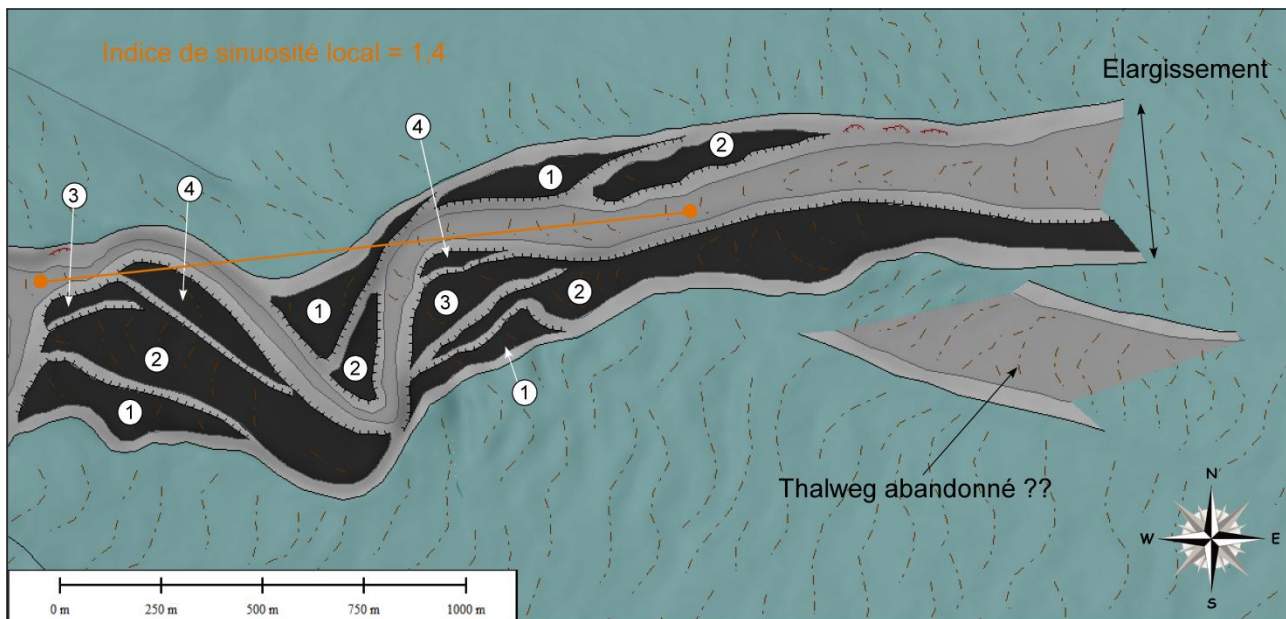 Indice de sinuosité local = 1,4
Elargissement
4
2
1
3
4
4
1
3
2
2
2
1
1
Thalweg abandonné ??
N
W E
S
0 m 250 m 500 m 750 m 1000 m